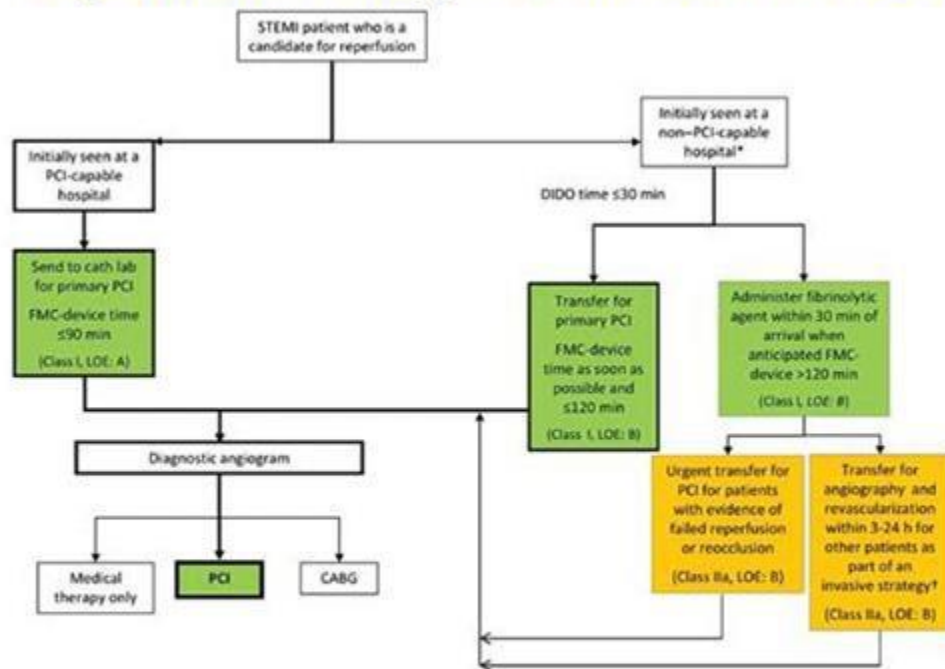 STEMI patient who is a
candidate for reperfusion
Initially seen at a
PCI-capable
hospital
Initially seen at a
non–PCI-capable
hospital*
DIDO time ≤30 min
Send to cath lab
for primary PCI
FMC-device time
≤90 min
(Class I, LOE: A)
Transfer for
primary PCI
FMC-device
time as soon as
possible and
≤120 min
(Class I, LOE: B)
Administer fibrinolytic
agent within 30 min of
arrival when
anticipated FMC-
device >120 min
(Class I, LOE: B)
Diagnostic angiogram
Medical
therapy only
PCI
CABG
Urgent transfer for
PCI for patients
with evidence of
failed reperfusion
or reocclusion
(Class IIa, LOE: B)
Transfer for
angiography and
revascularization
within 3-24 h for
other patients as
part of an
invasive strategy†
(Class IIa, LOE: B)